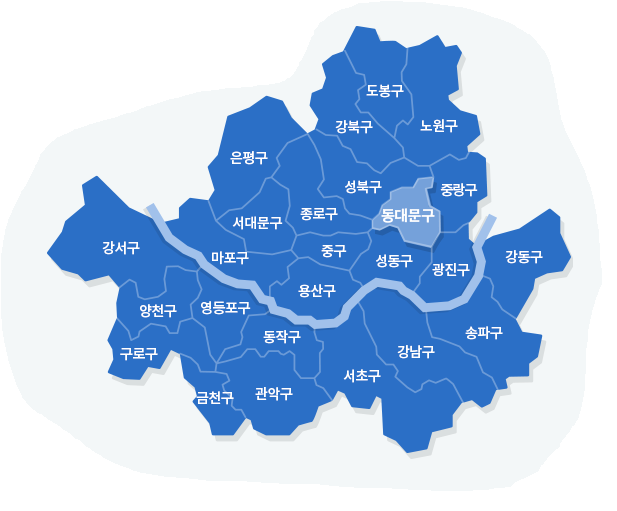 도봉구
강북구
노원구
은평구
성북구
중랑구
종로구
동대문구
서대문구
강서구
중구
마포구
성동구
강동구
광진구
용산구
양천구
영등포구
송파구
동작구
구로구
강남구
서초구
금천구
관악구